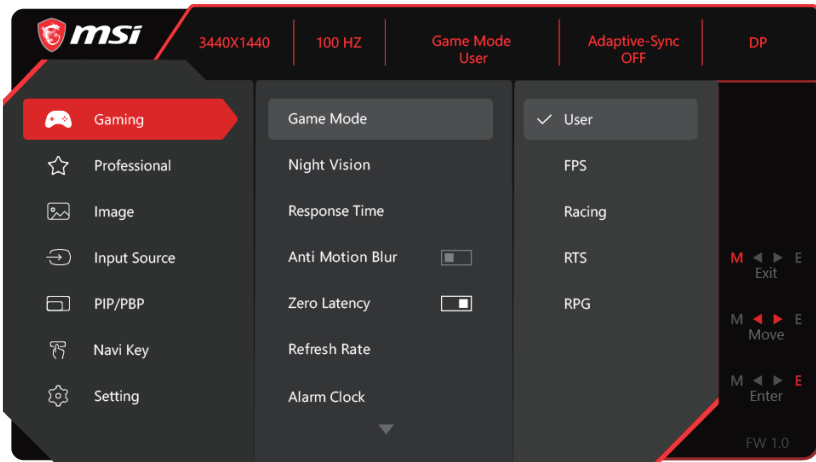 msi
3440X1440
100 HZ
Game Mode
User
Adaptive-Sync
OFF
DP
Gaming
Professional
Image
Input Source
PIP/PBP
Navi Key
Setting
Game Mode
Night Vision
Response Time
Anti Motion Blur
Zero Latency
Refresh Rate
Alarm Clock
User
FPS
Racing
RTS
RPG
M ◀ ▶ E
Exit
M ◀ ▶ E
Move
M ◀ ▶ E
Enter
FW 1.0